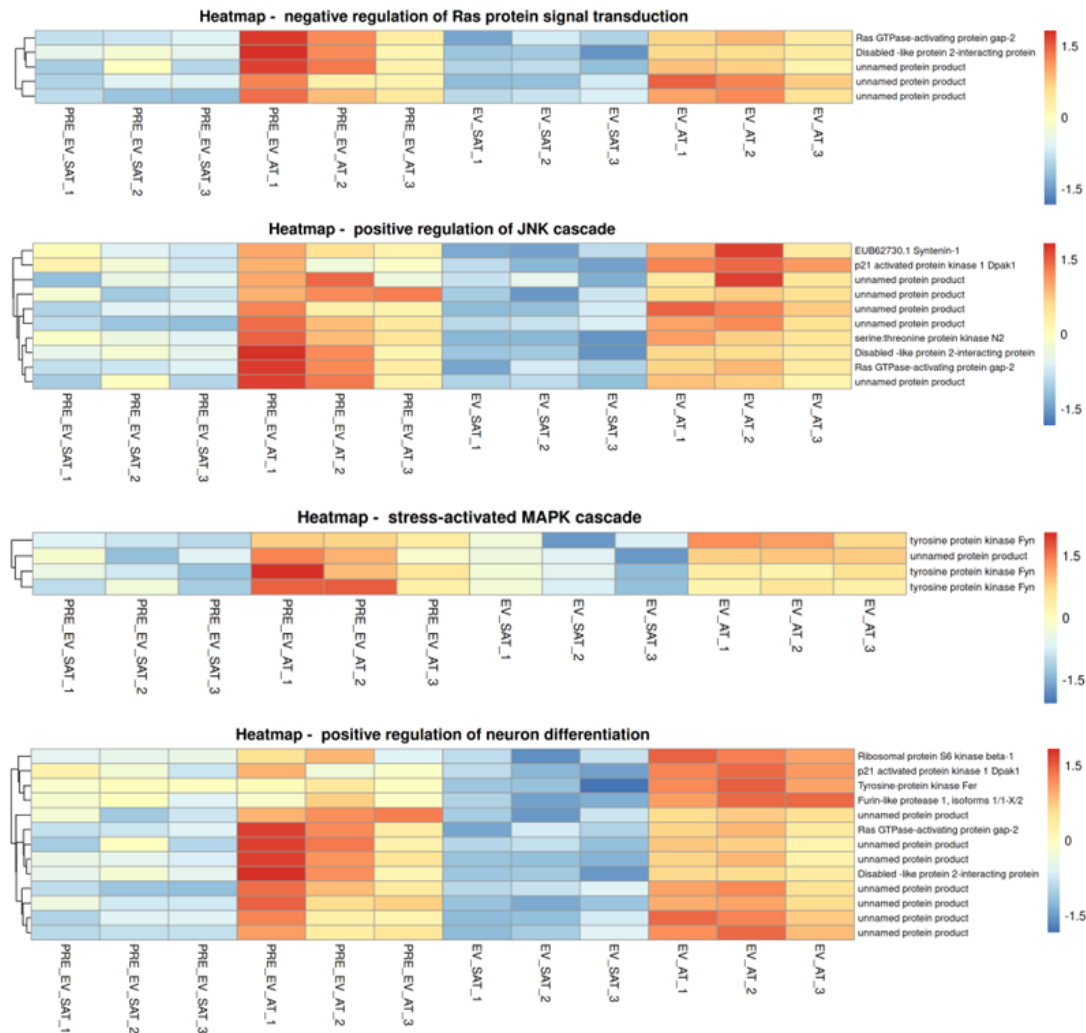 Heatmap - negative regulation of Ras protein signal transduction
Ras GTPase-activating protein gap-2
Disabled -like protein 2-interacting protein
unnamed protein product
unnamed protein product
unnamed protein product
1.5
0
-1.5
PRE_EV_SAT_1
PRE_EV_SAT_2
PRE_EV_SAT_3
PRE_EV_AT_1
PRE_EV_AT_2
PRE_EV_AT_3
EV_SAT_1
EV_SAT_2
EV_SAT_3
EV_AT_1
EV_AT_2
EV_AT_3
Heatmap - positive regulation of JNK cascade
EUB62730.1 Syntenin-1
p21 activated protein kinase 1 Dpak1
unnamed protein product
unnamed protein product
unnamed protein product
unnamed protein product
serine:threonine protein kinase N2
Disabled -like protein 2-interacting protein
Ras GTPase-activating protein gap-2
unnamed protein product
1.5
0
-1.5
PRE_EV_SAT_1
PRE_EV_SAT_2
PRE_EV_SAT_3
PRE_EV_AT_1
PRE_EV_AT_2
PRE_EV_AT_3
EV_SAT_1
EV_SAT_2
EV_SAT_3
EV_AT_1
EV_AT_2
EV_AT_3
Heatmap - stress-activated MAPK cascade
tyrosine protein kinase Fyn
unnamed protein product
tyrosine protein kinase Fyn
tyrosine protein kinase Fyn
1.5
0
-1.5
PRE_EV_SAT_1
PRE_EV_SAT_2
PRE_EV_SAT_3
PRE_EV_AT_1
PRE_EV_AT_2
PRE_EV_AT_3
EV_SAT_1
EV_SAT_2
EV_SAT_3
EV_AT_1
EV_AT_2
EV_AT_3
Heatmap - positive regulation of neuron differentiation
Ribosomal protein S6 kinase beta-1
p21 activated protein kinase 1 Dpak1
Tyrosine-protein kinase Fer
Furin-like protease 1, isoforms 1/1-X/2
unnamed protein product
Ras GTPase-activating protein gap-2
unnamed protein product
unnamed protein product
Disabled -like protein 2-interacting protein
unnamed protein product
unnamed protein product
unnamed protein product
unnamed protein product
1.5
0
-1.5
PRE_EV_SAT_1
PRE_EV_SAT_2
PRE_EV_SAT_3
PRE_EV_AT_1
PRE_EV_AT_2
PRE_EV_AT_3
EV_SAT_1
EV_SAT_2
EV_SAT_3
EV_AT_1
EV_AT_2
EV_AT_3